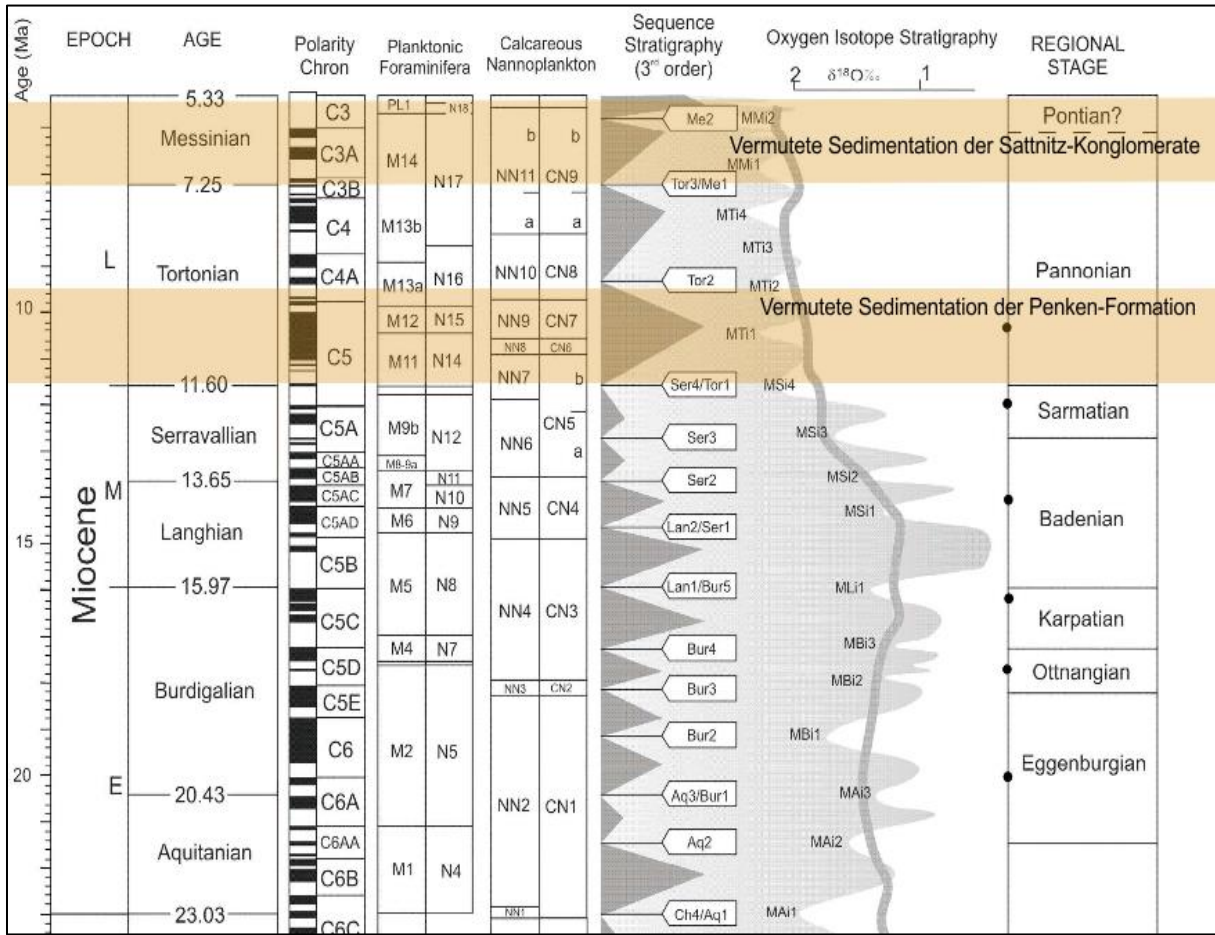 Age (Ma)
EPOCH
AGE
Polarity
Chron
Planktonic
Foraminifera
Calcareous
Nannoplankton
Sequence
Stratigraphy
(3rd order)
Oxygen Isotope Stratigraphy
2 δ18O‰ 1
REGIONAL
STAGE
10
15
20
Miocene
L
M
E
5.33
Messinian
7.25
Tortonian
11.60
Serravallian
13.65
Langhian
15.97
Burdigalian
20.43
Aquitanian
23.03
C3
C3A
C3B
C4
C4A
C5
C5A
C5AA
C5AB
C5AC
C5AD
C5B
C5C
C5D
C5E
C6
C6A
C6AA
C6B
C6C
PL1
M14
M13b
M13a
M12
M11
M9b
M8-9a
M7
M6
M5
M4
M2
M1
N18
N17
N16
N15
N14
N12
N11
N10
N9
N8
N7
N5
N4
b
NN11
a
NN10
NN9
NN8
NN7
NN6
NN5
NN4
NN3
NN2
NN1
b
CN9
a
CN8
CN7
CN6
b
CN5
a
CN4
CN3
CN2
CN1
Me2
Tor3/Me1
Tor2
Ser4/Tor1
Ser3
Ser2
Lan2/Ser1
Lan1/Bur5
Bur4
Bur3
Bur2
Aq3/Bur1
Aq2
Ch4/Aq1
MMi2
Vermutete Sedimentation der Sattnitz-Konglomerate
MMi1
MTi4
MTi3
MTi2
Vermutete Sedimentation der Penken-Formation
MTi1
MSi4
MSi3
MSi2
MSi1
MLi1
MBi3
MBi2
MBi1
MAi3
MAi2
MAi1
Pontian?
Pannonian
Sarmatian
Badenian
Karpatian
Ottnangian
Eggenburgian